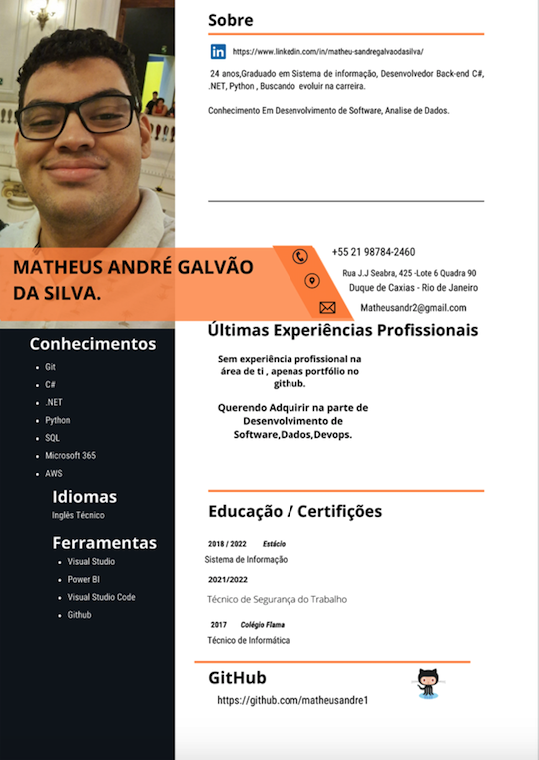 Sobre
https://www.linkedin.com/in/matheu-sandregalvaodasilva/
24 anos,Graduado em Sistema de informação, Desenvolvedor Back-end C#,
.NET, Python , Buscando evoluir na carreira.
Conhecimento Em Desenvolvimento de Software, Analise de Dados.
MATHEUS ANDRÉ GALVÃO
DA SILVA.
+55 21 98784-2460
Rua J.J Seabra, 425 -Lote 6 Quadra 90
Duque de Caxias - Rio de Janeiro
Matheusandr2@gmail.com
Conhecimentos
Git
C#
.NET
Python
SQL
Microsoft 365
AWS
Idiomas
Inglês Técnico
Ferramentas
Visual Studio
Power BI
Visual Studio Code
Github
Últimas Experiências Profissionais
Sem experiência profissional na
área de ti , apenas portfólio no
github.
Querendo Adquirir na parte de
Desenvolvimento de
Software,Dados,Devops.
Educação / Certifições
2018 / 2022 Estácio
Sistema de Informação
2021/2022
Técnico de Segurança do Trabalho
2017 Colégio Flama
Técnico de Informática
GitHub
https://github.com/matheusandre1